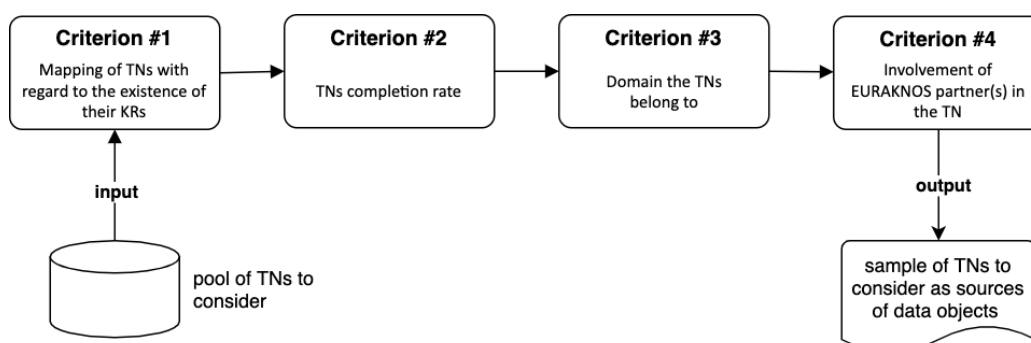 Criterion #1
Mapping of TNs with
regard to the existence of
their KRs
Criterion #2
TNs completion rate
Criterion #3
Domain the TNs
belong to
Criterion #4
Involvement of
EURAKNOS partner(s) in
the TN
input
output
pool of TNs to
consider
sample of TNs to
consider as sources
of data objects